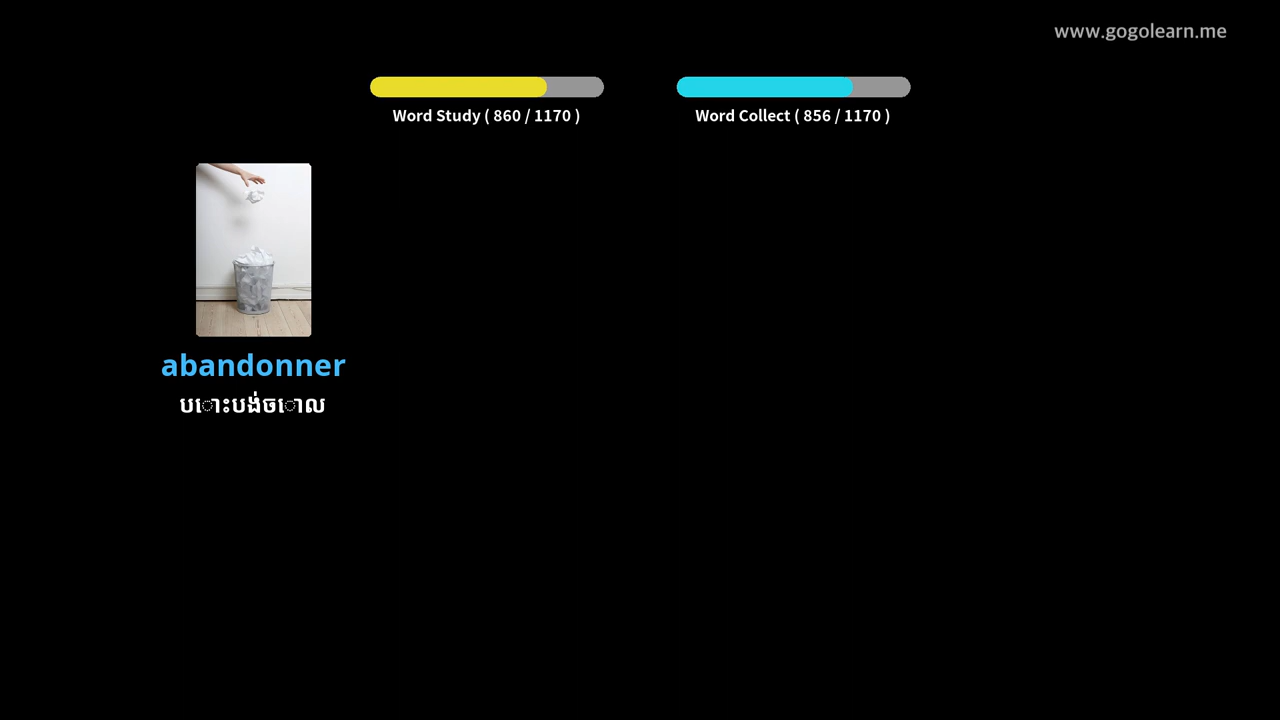 www.gogolearn.me
Word Study ( 860 / 1170 )
Word Collect ( 856 / 1170 )
abandonner
បោះបង់ចោល